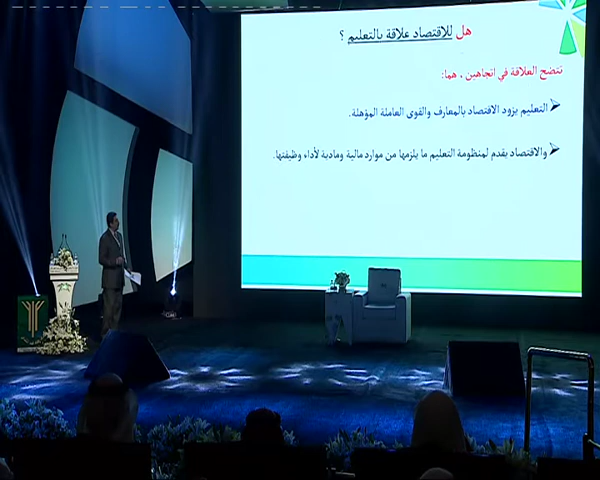 هل للاقتصاد علاقة بالتعليم ؟
تتضح العلاقة في اتجاهين ، هما:
التعليم يزود الاقتصاد بالمعارف والقوى العاملة المؤهلة.
والاقتصاد يقدم لمنظومة التعليم ما يلزمها من موارد مالية ومادية لأداء وظيفتها.